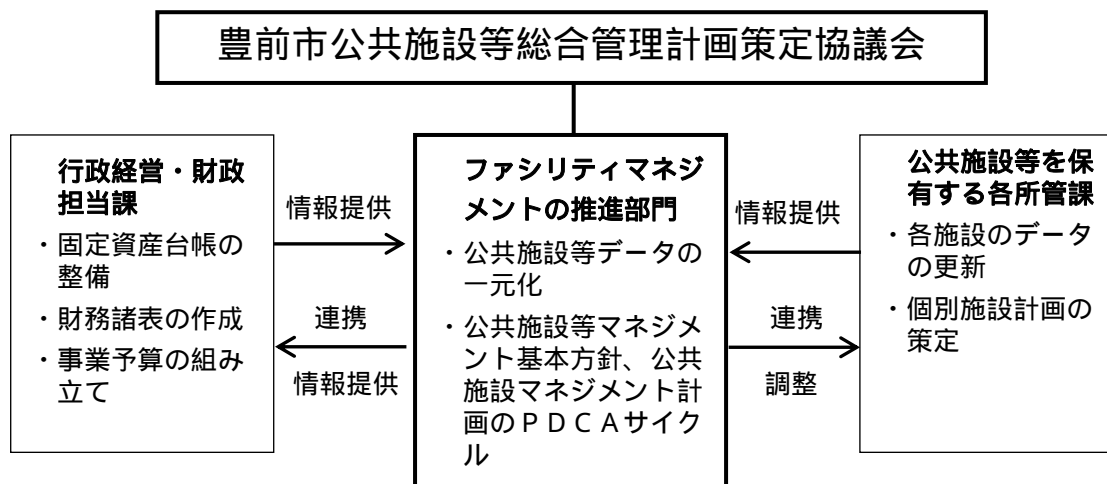 豊前市公共施設等総合管理計画策定協議会
行政経営・財政
担当課
・固定資産台帳の
整備
・財務諸表の作成
・事業予算の組み
立て
情報提供
連携
情報提供
ファシリティマネジ
メントの推進部門
・公共施設等データの
一元化
・公共施設等マネジメ
ント基本方針、公共
施設マネジメント計
画のＰＤＣＡサイク
ル
情報提供
連携
調整
公共施設等を保
有する各所管課
・各施設のデータ
の更新
・個別施設計画の
策定